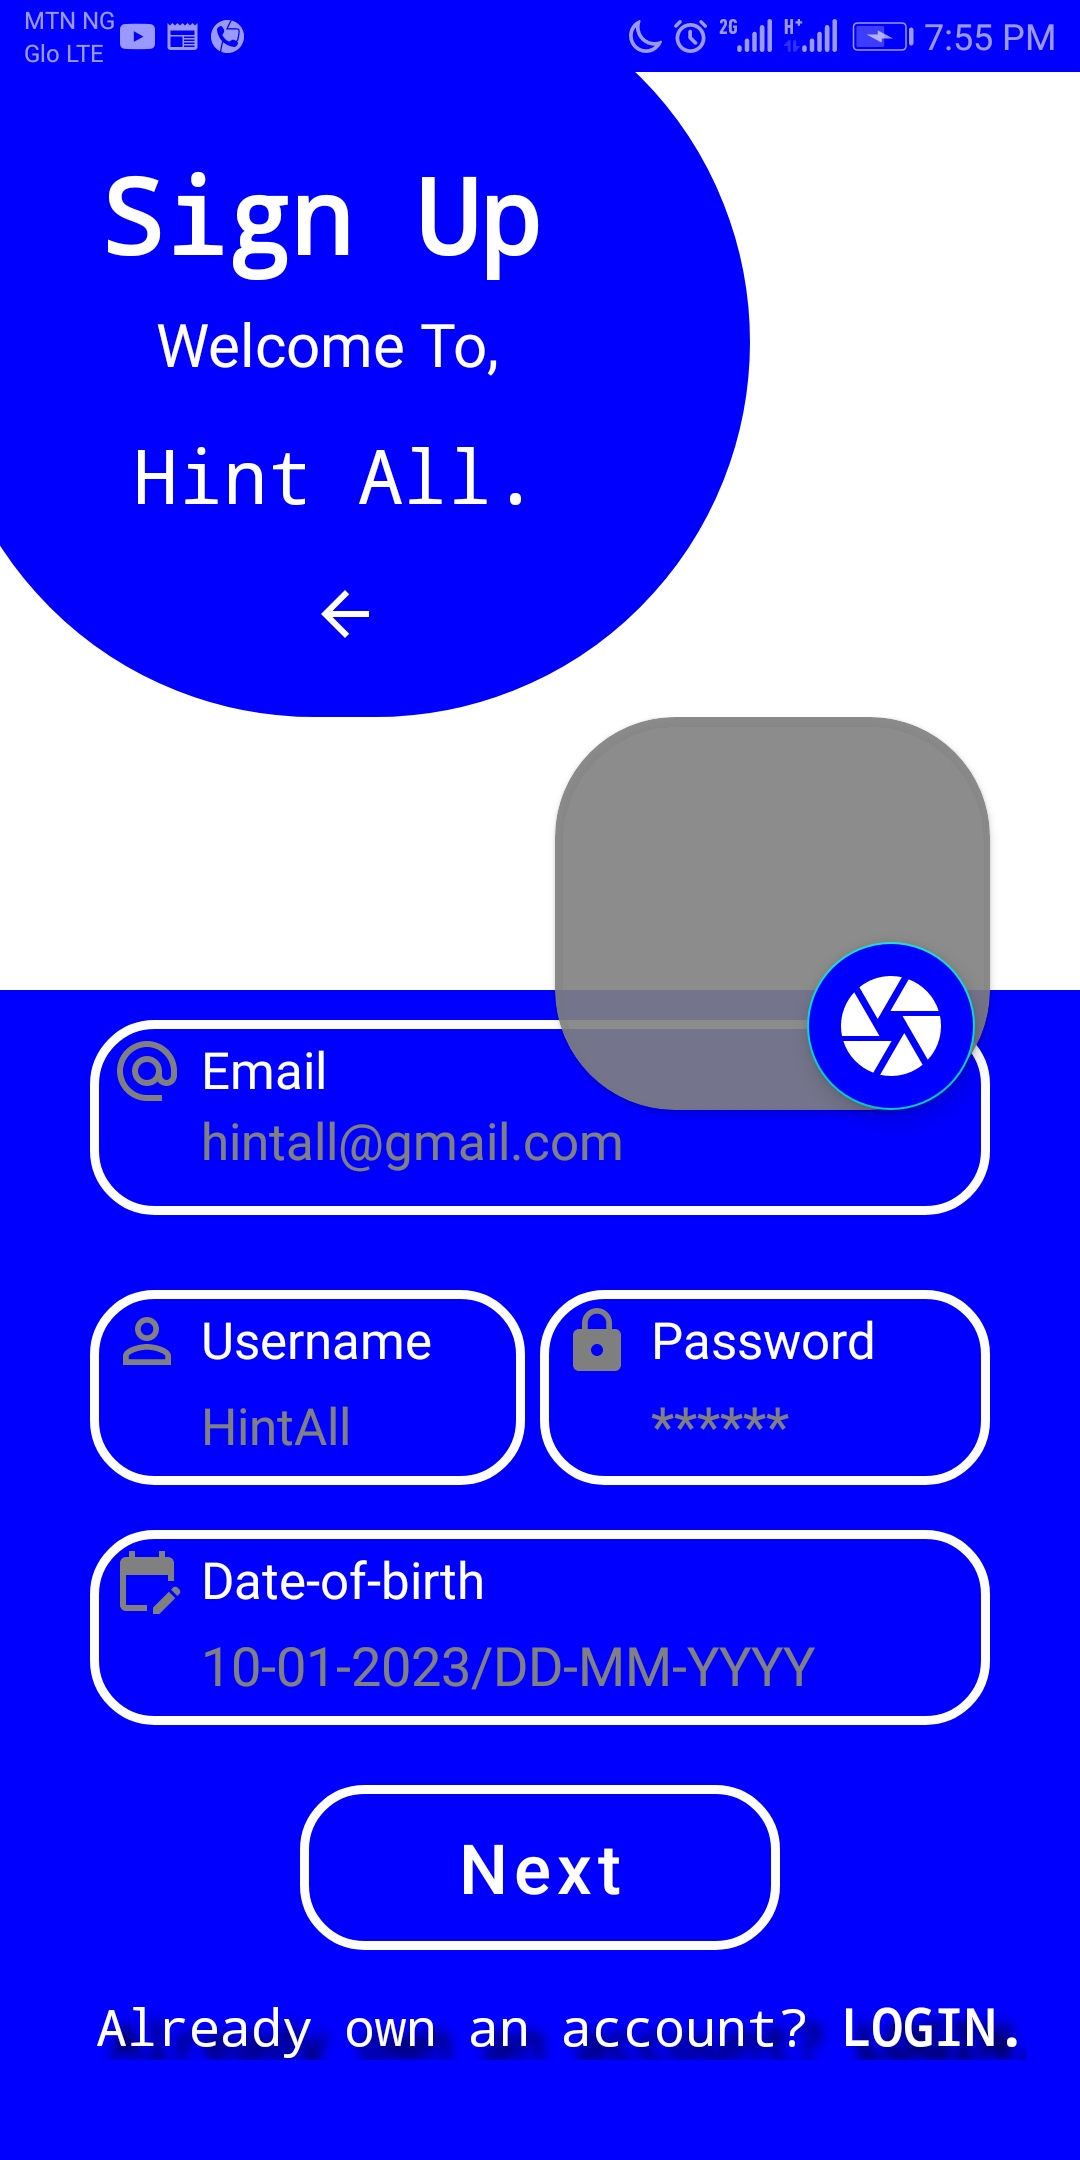 MTN NG
Glo LTE
2G H+ 7:55 PM
Sign Up
Welcome To,
Hint All.
Email
hintall@gmail.com
Username
HintAll
Password
******
Date-of-birth
10-01-2023/DD-MM-YYYY
Next
Already own an account? LOGIN.